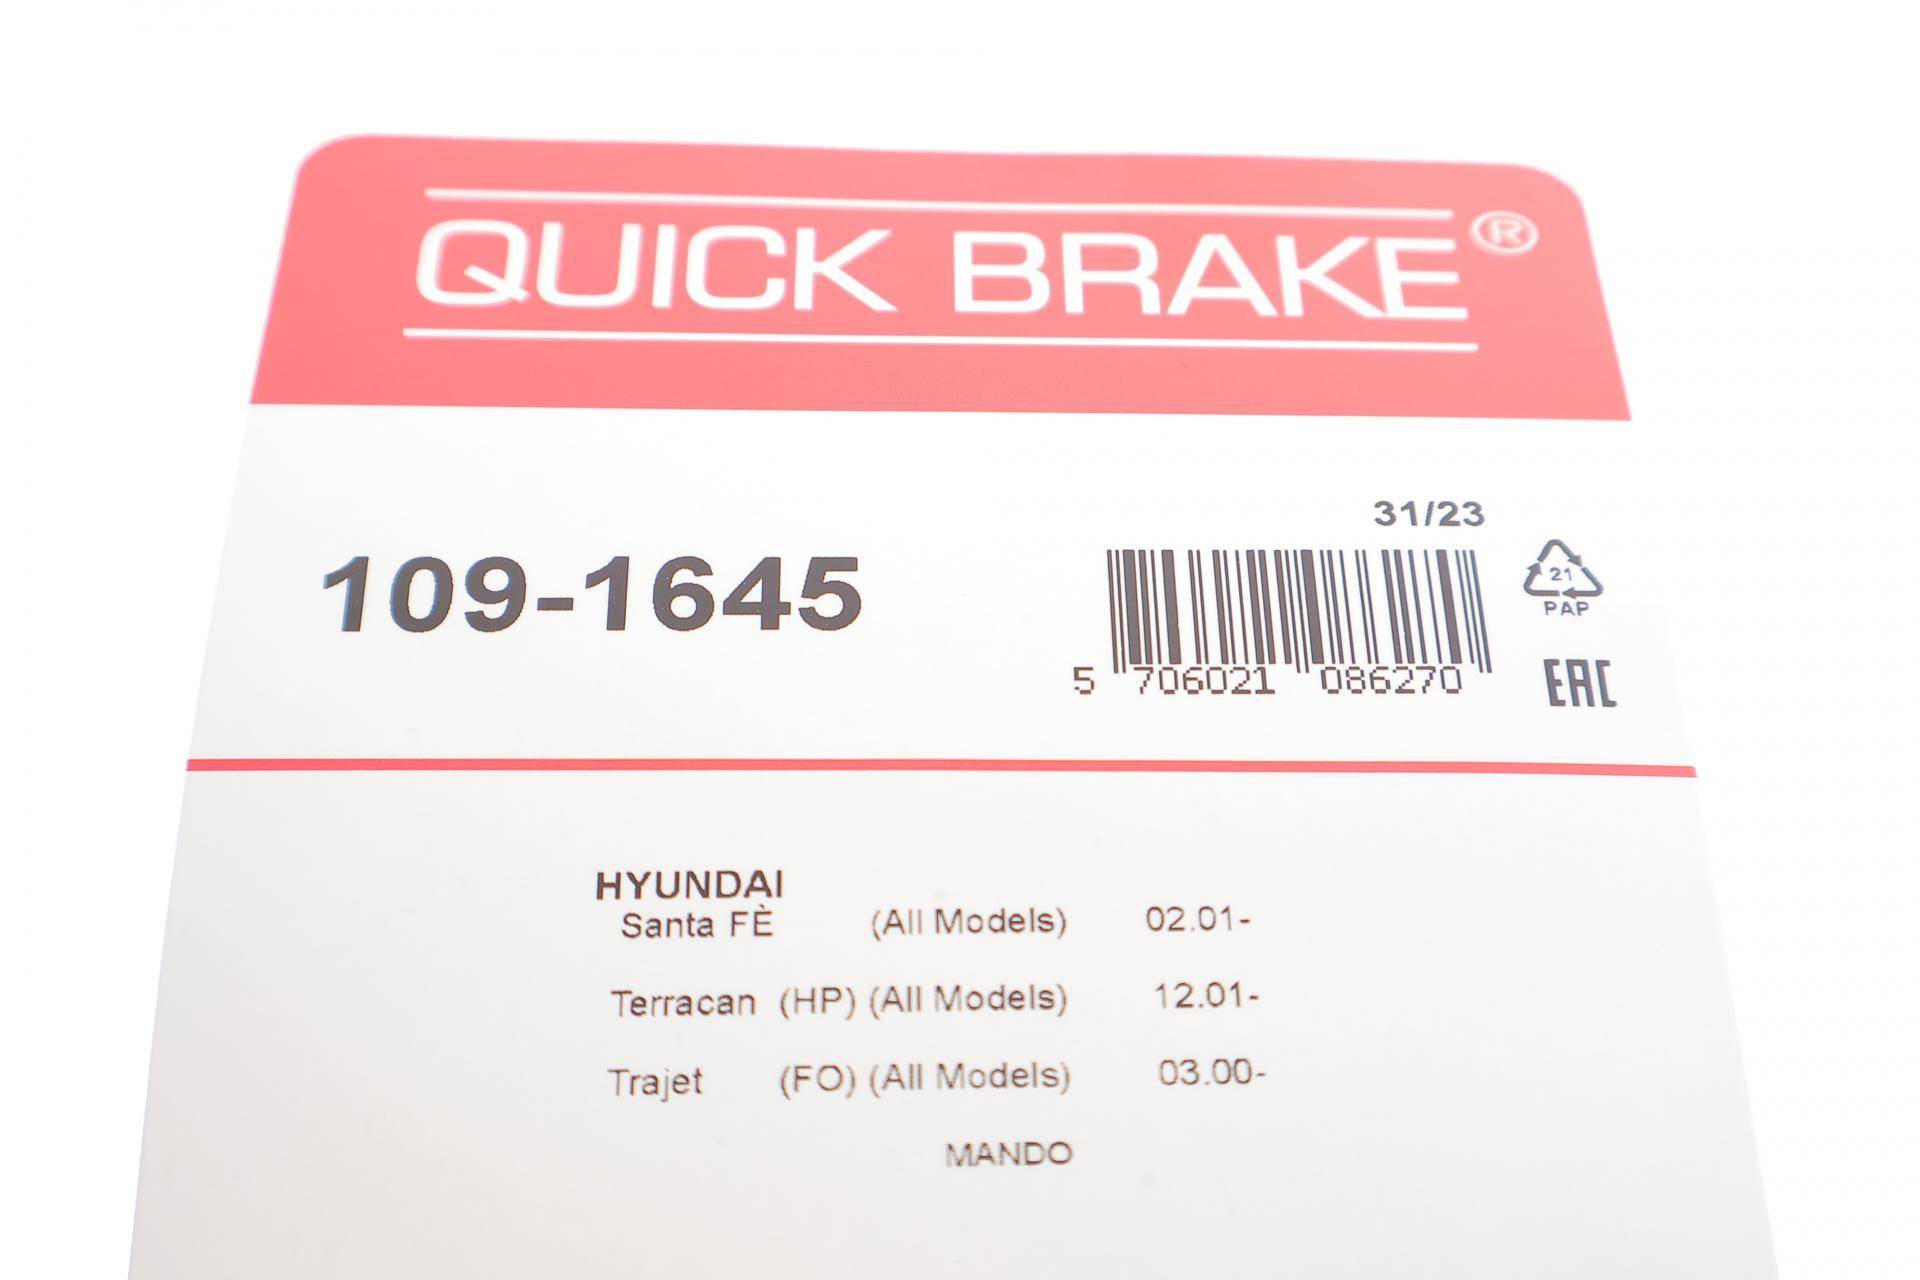 QUICK BRAKE®
31/23
109-1645
21
PAP
5 706021 086270
EAC
HYUNDAI
Santa FÈ (All Models) 02.01-
Terracan (HP) (All Models) 12.01-
Trajet (FO) (All Models) 03.00-
MANDO